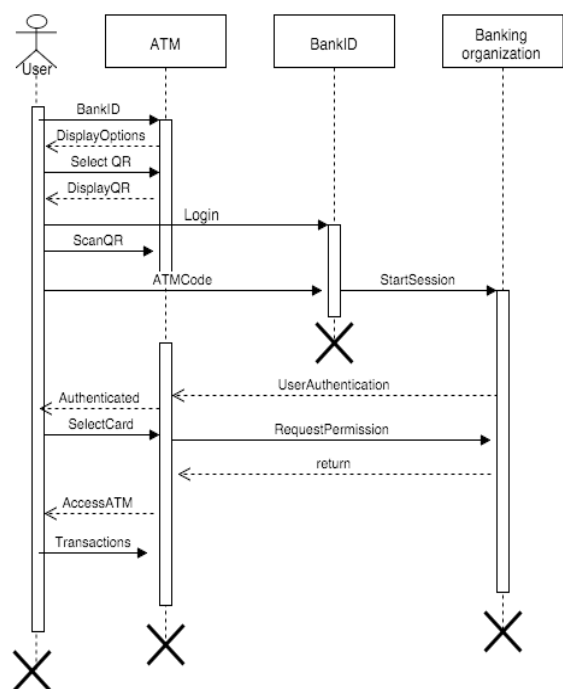 User
ATM
BankID
Banking
organization
BankID
DisplayOptions
Select QR
DisplayQR
Login
ScanQR
ATMCode
StartSession
UserAuthentication
Authenticated
SelectCard
RequestPermission
return
AccessATM
Transactions